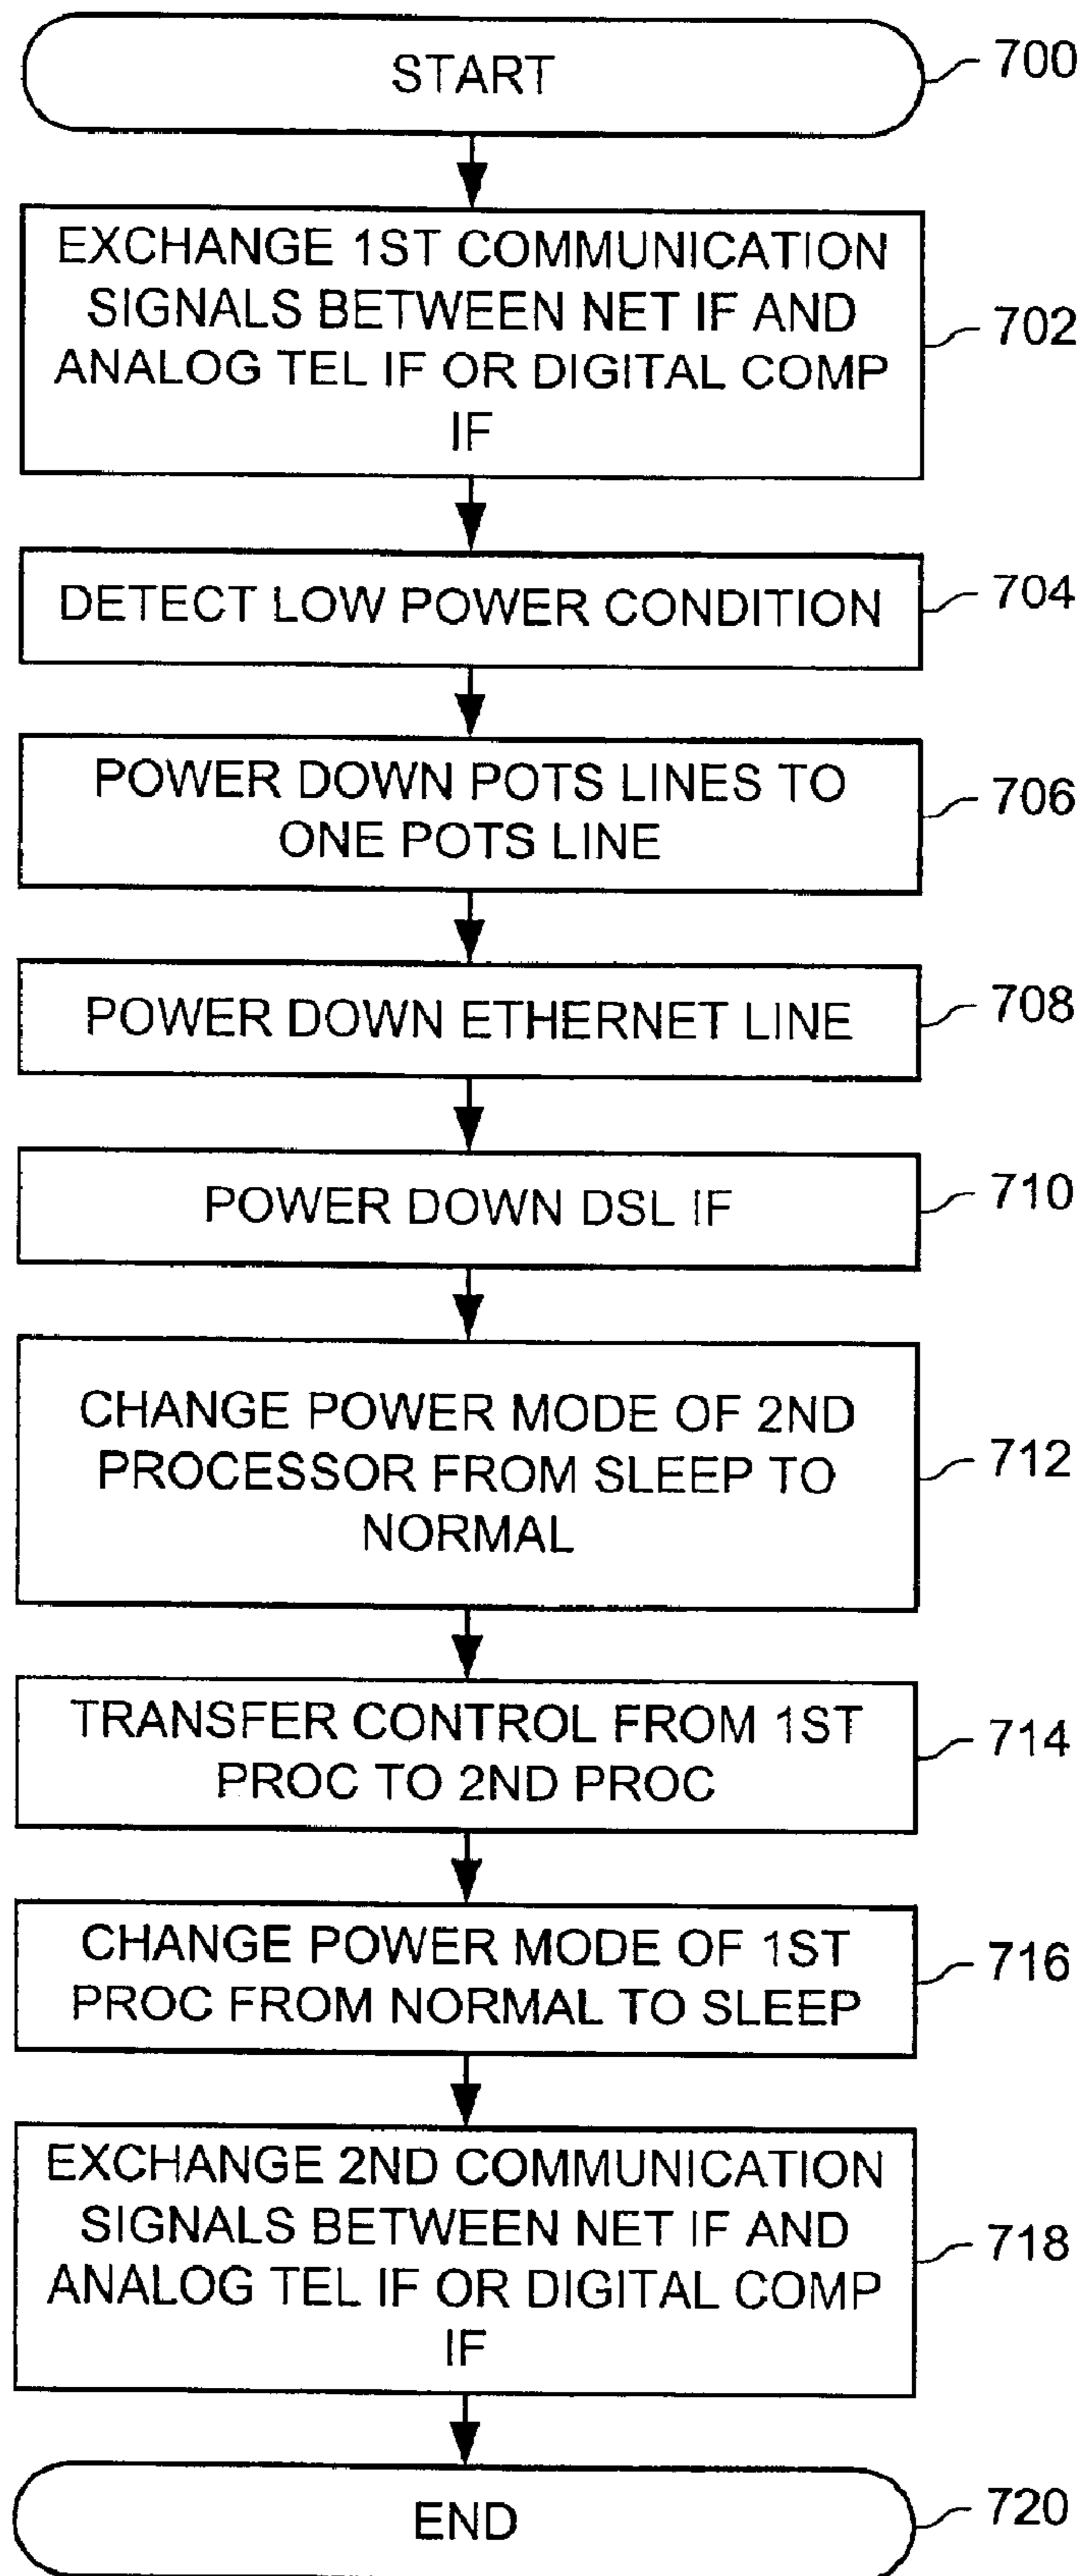 START
700
EXCHANGE 1ST COMMUNICATION
SIGNALS BETWEEN NET IF AND
ANALOG TEL IF OR DIGITAL COMP
IF
702
DETECT LOW POWER CONDITION
704
POWER DOWN POTS LINES TO
ONE POTS LINE
706
POWER DOWN ETHERNET LINE
708
POWER DOWN DSL IF
710
CHANGE POWER MODE OF 2ND
PROCESSOR FROM SLEEP TO
NORMAL
712
TRANSFER CONTROL FROM 1ST
PROC TO 2ND PROC
714
CHANGE POWER MODE OF 1ST
PROC FROM NORMAL TO SLEEP
716
EXCHANGE 2ND COMMUNICATION
SIGNALS BETWEEN NET IF AND
ANALOG TEL IF OR DIGITAL COMP
IF
718
END
720